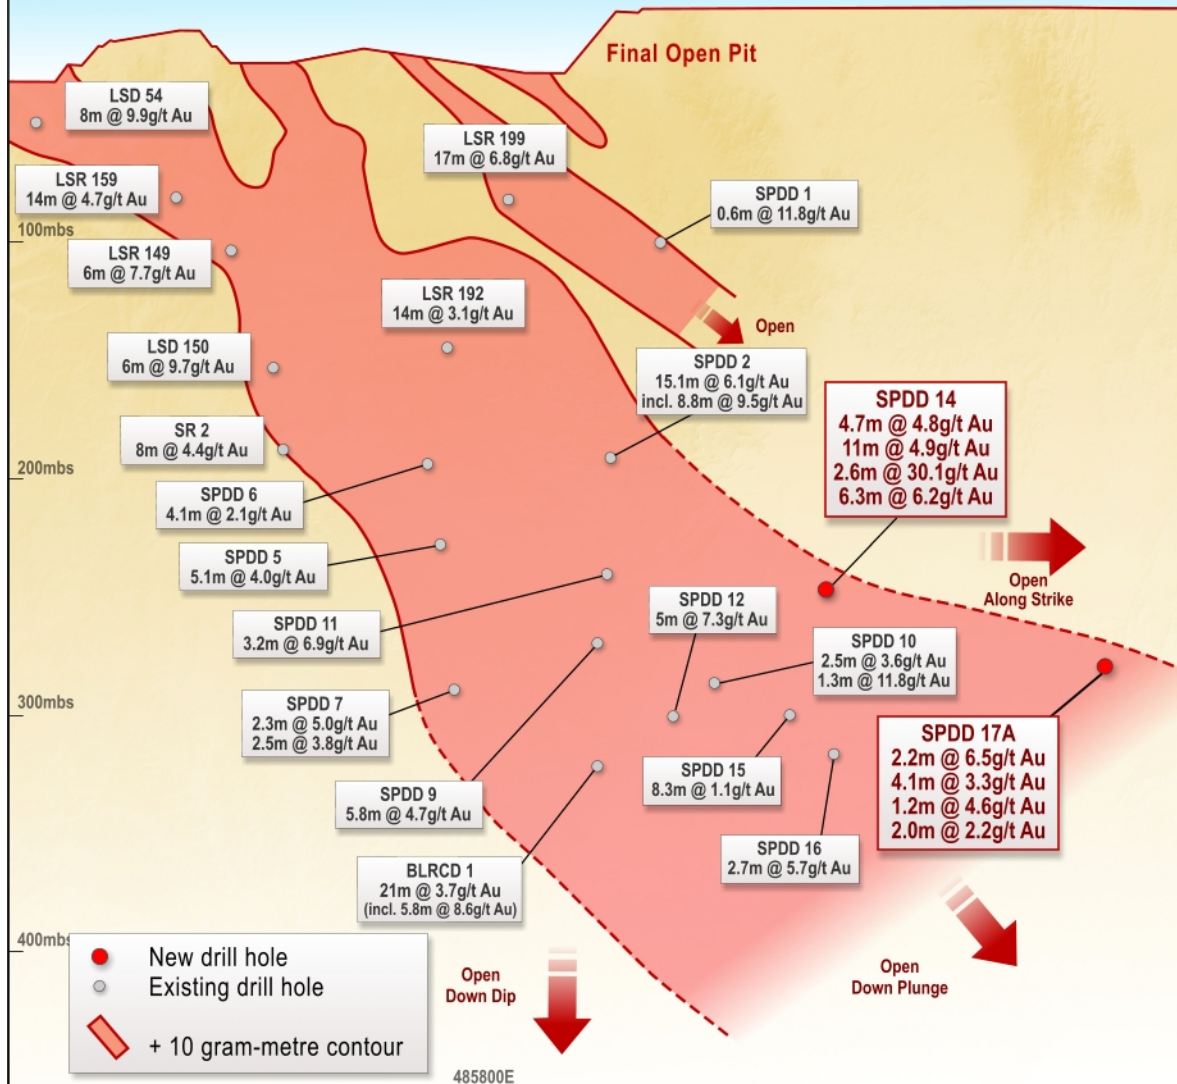 Final Open Pit
LSD 54
8m @ 9.9g/t Au
LSR 199
17m @ 6.8g/t Au
LSR 159
14m @ 4.7g/t Au
SPDD 1
0.6m @ 11.8g/t Au
100mbs
LSR 149
6m @ 7.7g/t Au
LSR 192
14m @ 3.1g/t Au
Open
LSD 150
6m @ 9.7g/t Au
SPDD 2
15.1m @ 6.1g/t Au
incl. 8.8m @ 9.5g/t Au
SPDD 14
4.7m @ 4.8g/t Au
11m @ 4.9g/t Au
2.6m @ 30.1g/t Au
6.3m @ 6.2g/t Au
SR 2
8m @ 4.4g/t Au
200mbs
SPDD 6
4.1m @ 2.1g/t Au
SPDD 5
5.1m @ 4.0g/t Au
Open
Along Strike
SPDD 12
5m @ 7.3g/t Au
SPDD 11
3.2m @ 6.9g/t Au
SPDD 10
2.5m @ 3.6g/t Au
1.3m @ 11.8g/t Au
300mbs
SPDD 7
2.3m @ 5.0g/t Au
2.5m @ 3.8g/t Au
SPDD 17A
2.2m @ 6.5g/t Au
4.1m @ 3.3g/t Au
1.2m @ 4.6g/t Au
2.0m @ 2.2g/t Au
SPDD 15
8.3m @ 1.1g/t Au
SPDD 9
5.8m @ 4.7g/t Au
SPDD 16
2.7m @ 5.7g/t Au
BLRCD 1
21m @ 3.7g/t Au
(incl. 5.8m @ 8.6g/t Au)
400mbs
New drill hole
Existing drill hole
+ 10 gram-metre contour
Open
Down Dip
Open
Down Plunge
485800E